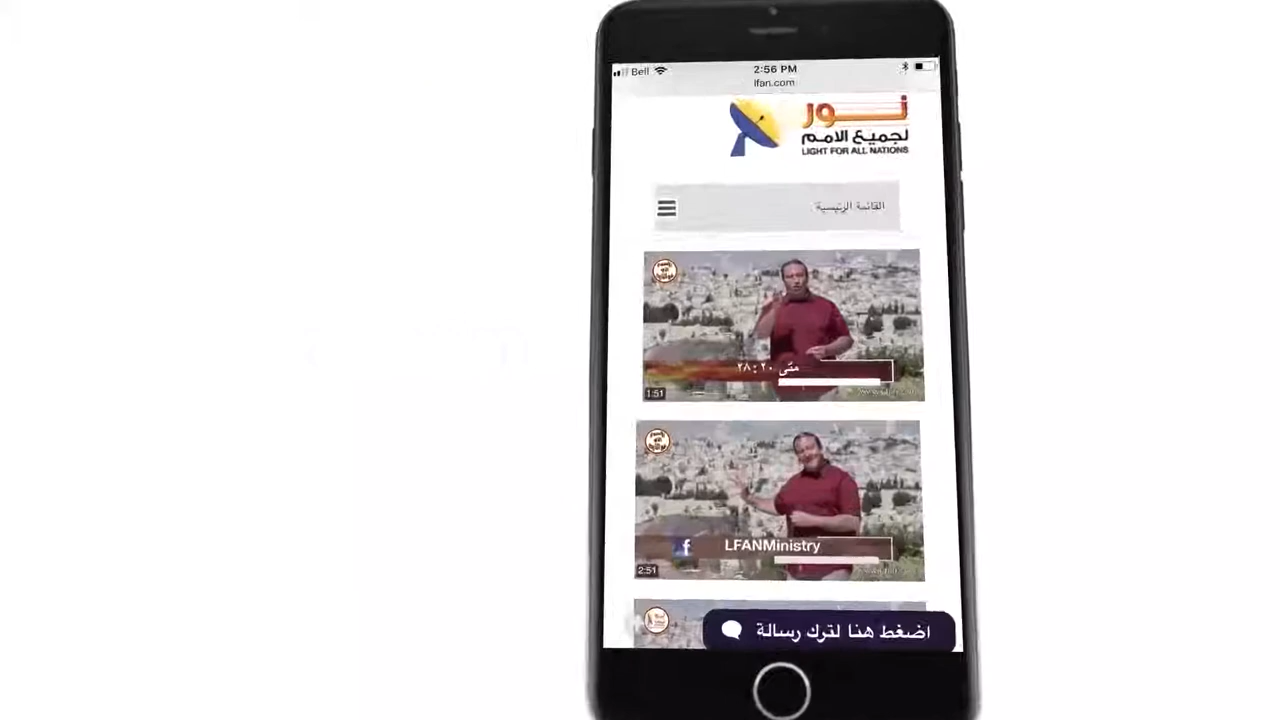 Bell
2:56 PM
lfan.com
نور
لجميع الامم
LIGHT FOR ALL NATIONS
القائمة الرئيسية
متى ٢٠ : ٢٨
1:51
LFANMinistry
2:51
اضغط هنا لترك رسالة